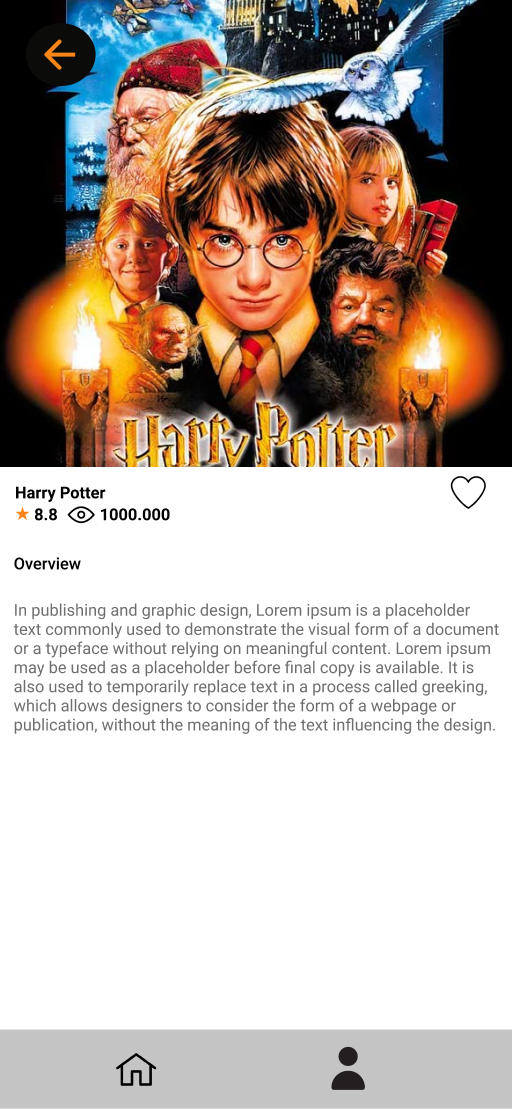 Harry Potter
Harry Potter
8.8 1000.000
Overview
In publishing and graphic design, Lorem ipsum is a placeholder
text commonly used to demonstrate the visual form of a document
or a typeface without relying on meaningful content. Lorem ipsum
may be used as a placeholder before final copy is available. It is
also used to temporarily replace text in a process called greeking,
which allows designers to consider the form of a webpage or
publication, without the meaning of the text influencing the design.